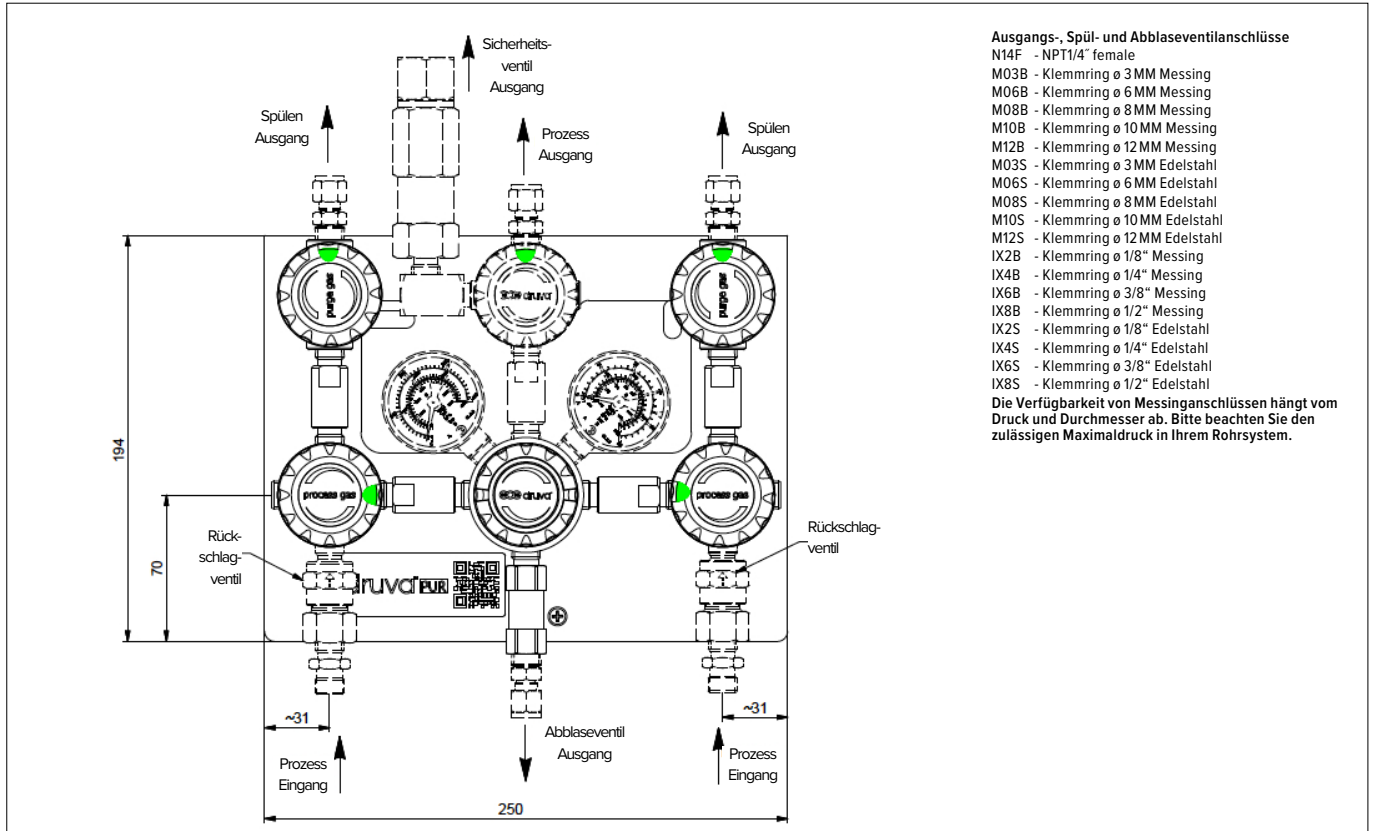 Sicherheits-
ventil
Ausgang
Spülen
Ausgang
Prozess
Ausgang
Spülen
Ausgang
purge gas
druva
purge gas
194
process gas
druva
process gas
70
Rück-
schlag-
ventil
Rückschlag-
ventil
druva PUR
~31
~31
Abblaseventil
Ausgang
Prozess
Eingang
Prozess
Eingang
250
Ausgangs-, Spül- und Abblaseventilanschlüsse
N14F - NPT1/4˝ female
M03B - Klemmring ø 3 MM Messing
M06B - Klemmring ø 6 MM Messing
M08B - Klemmring ø 8 MM Messing
M10B - Klemmring ø 10 MM Messing
M12B - Klemmring ø 12 MM Messing
M03S - Klemmring ø 3 MM Edelstahl
M06S - Klemmring ø 6 MM Edelstahl
M08S - Klemmring ø 8 MM Edelstahl
M10S - Klemmring ø 10 MM Edelstahl
M12S - Klemmring ø 12 MM Edelstahl
IX2B - Klemmring ø 1/8“ Messing
IX4B - Klemmring ø 1/4“ Messing
IX6B - Klemmring ø 3/8“ Messing
IX8B - Klemmring ø 1/2“ Messing
IX2S - Klemmring ø 1/8“ Edelstahl
IX4S - Klemmring ø 1/4“ Edelstahl
IX6S - Klemmring ø 3/8“ Edelstahl
IX8S - Klemmring ø 1/2“ Edelstahl
Die Verfügbarkeit von Messinganschlüssen hängt vom
Druck und Durchmesser ab. Bitte beachten Sie den
zulässigen Maximaldruck in Ihrem Rohrsystem.